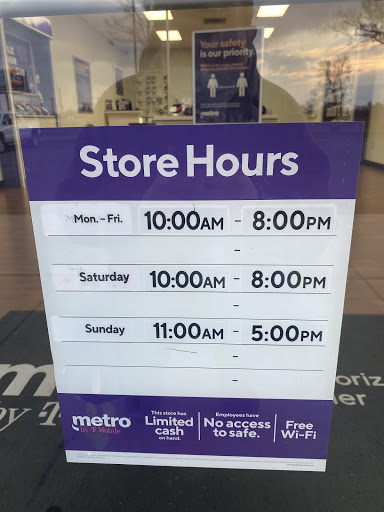 Your safety
is our priority.
metro
Store Hours
Mon. - Fri. 10:00AM - 8:00PM
-
Saturday 10:00AM - 8:00PM
-
Sunday 11:00AM - 5:00PM
-
-
metro
by T Mobile
This store has
Limited
cash
on hand.
Employees have
No access
to safe.
Free
Wi-Fi